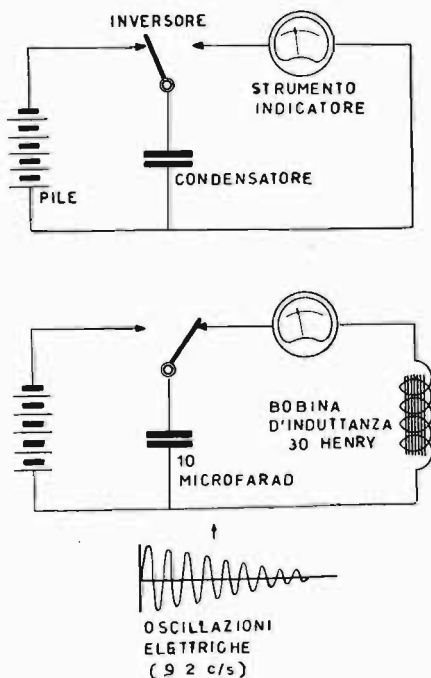 INVERSORE
STRUMENTO
INDICATORE
CONDENSATORE
PILE
BOBINA
D'INDUTTANZA
30 HENRY
10
MICROFARAD
OSCILLAZIONI
ELETTRICHE
(9 2 c/s)